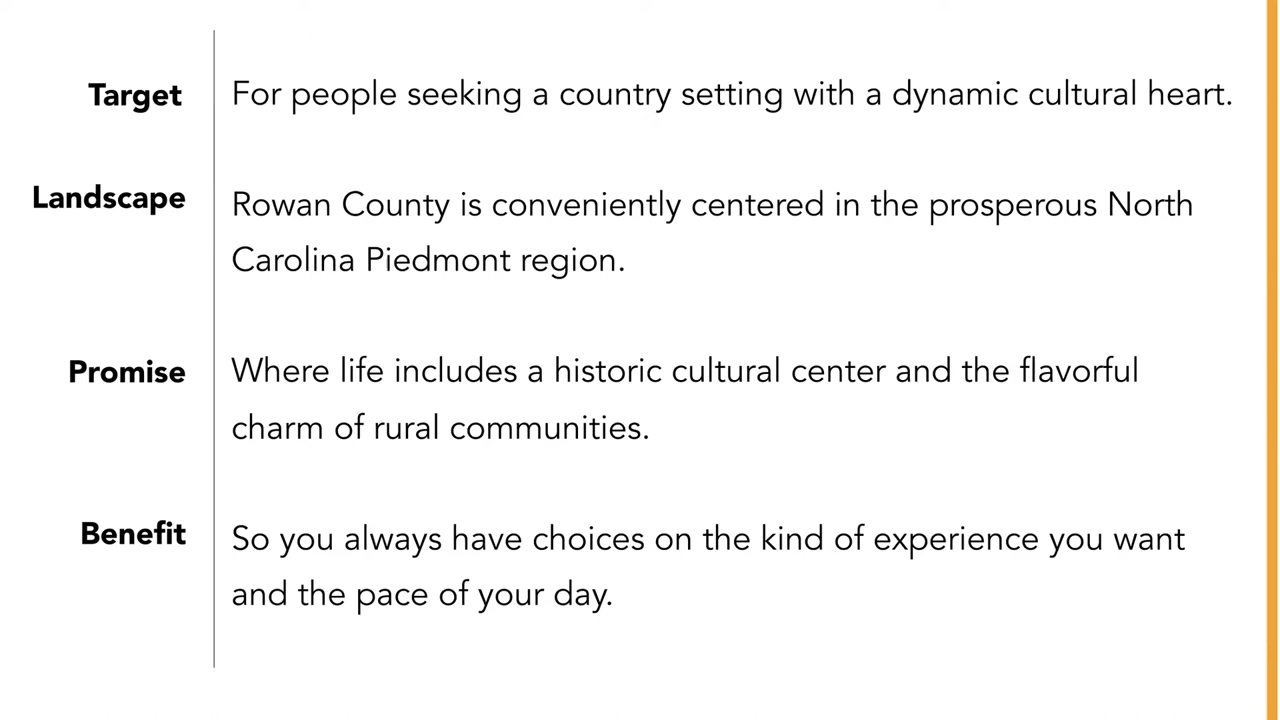 Target For people seeking a country setting with a dynamic cultural heart.
Landscape Rowan County is conveniently centered in the prosperous North
Carolina Piedmont region.
Promise Where life includes a historic cultural center and the flavorful
charm of rural communities.
Benefit So you always have choices on the kind of experience you want
and the pace of your day.